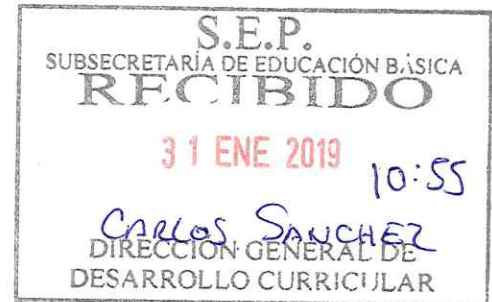 S.E.P.
SUBSECRETARÍA DE EDUCACIÓN BÁSICA
RECIBIDO
31 ENE 2019
10:55
CARLOS SANCHEZ
DIRECCIÓN GENERAL DE
DESARROLLO CURRICULAR